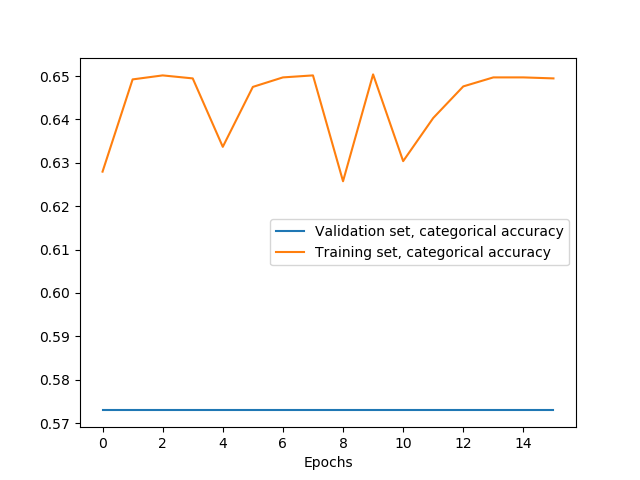 0.65
0.64
0.63
0.62
0.61
0.60
0.59
0.58
0.57
Validation set, categorical accuracy
Training set, categorical accuracy
0 2 4 6 8 10 12 14
Epochs